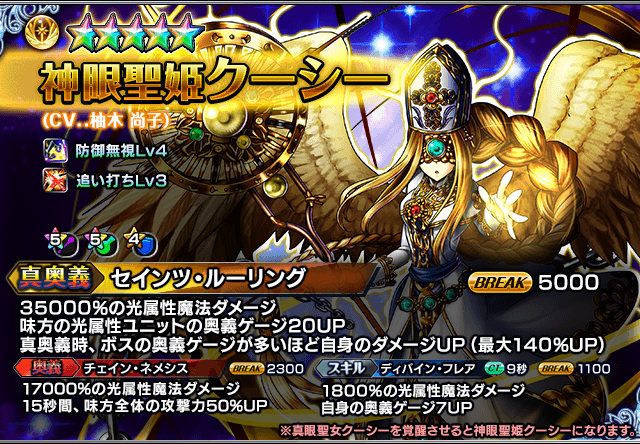 神眼聖姫クーシー
(CV..柚木 尚子)
防御無視Lv4
追い打ちLv3
5 5 4
真奥義 セインツ・ルーリング BREAK 5000
35000%の光属性魔法ダメージ
味方の光属性ユニットの奥義ゲージ20UP
真奥義時、ボスの奥義ゲージが多いほど自身のダメージUP(最大140%UP)
奥義 チェイン・ネメシス BREAK 2300
17000%の光属性魔法ダメージ
15秒間、味方全体の攻撃力50%UP
スキル ディバイン・フレア CT 9秒 BREAK 1100
1800%の光属性魔法ダメージ
自身の奥義ゲージ7UP
※真眼聖女クーシーを覚醒させると神眼聖姫クーシーになります。